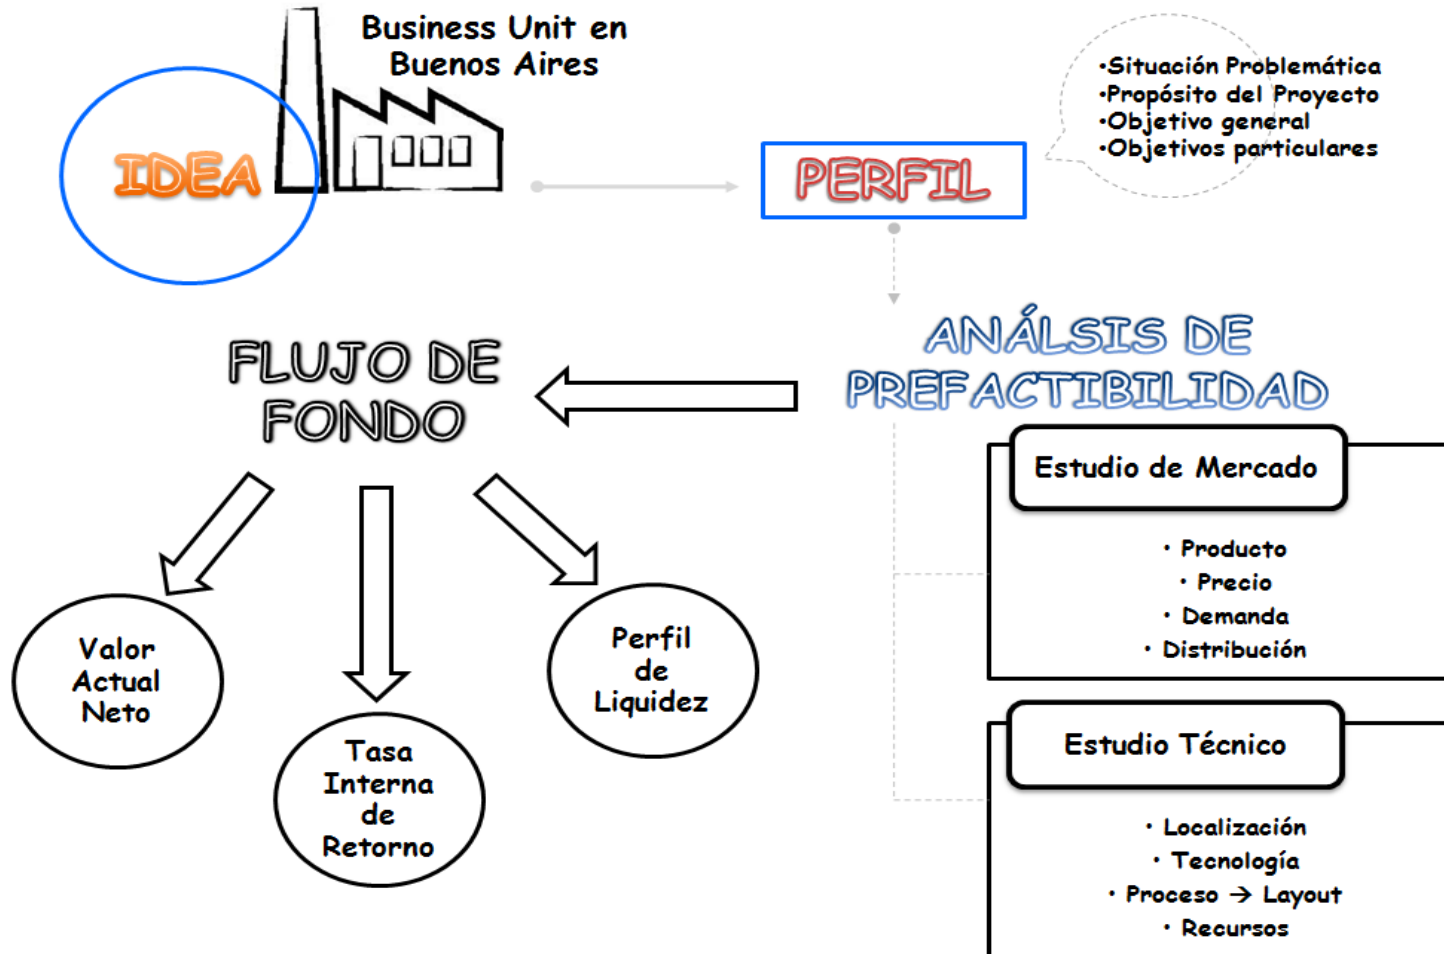 Business Unit en
Buenos Aires
IDEA
PERFIL
•Situación Problemática
•Propósito del Proyecto
•Objetivo general
•Objetivos particulares
ANÁLSIS DE
PREFACTIBILIDAD
FLUJO DE
FONDO
Estudio de Mercado
• Producto
• Precio
• Demanda
• Distribución
Valor
Actual
Neto
Tasa
Interna
de
Retorno
Perfil
de
Liquidez
Estudio Técnico
• Localización
• Tecnología
• Proceso → Layout
• Recursos